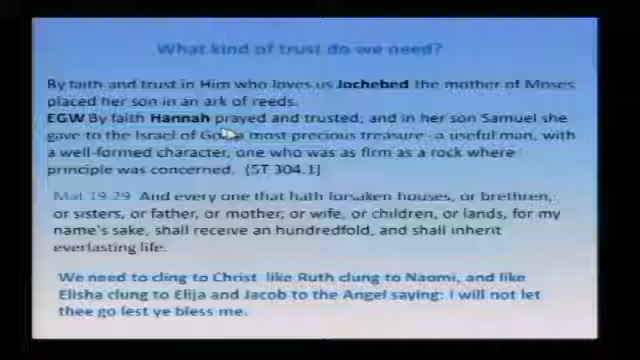 What kind of trust do we need?
By faith and trust in Him who loves us Jochebed the mother of Moses
placed her son in an ark of reeds.
EGW By faith Hannah prayed and trusted; and in her son Samuel she
gave to the Israel of God a most precious treasure - a useful man, with
a well-formed character, one who was as firm as a rock where
principle was concerned. (ST 304.1]
Mat 19:29 And every one that hath forsaken houses, or brethren,
or sisters, or father, or mother, or wife, or children, or lands, for my
name's sake, shall receive an hundredfold, and shall inherit
everlasting life.
We need to cling to Christ like Ruth clung to Naomi, and like
Elisha clung to Elija and Jacob to the Angel saying: I will not let
thee go lest ye bless me.